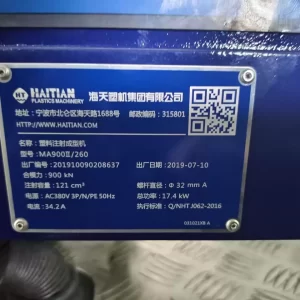 HT HAITIAN 海天塑机集团有限公司
PLASTICS MACHINERY
地址：宁波市北仑区海天路1688号 邮政编码：315801
HTTP://WWW.HAITIAN.COM
名称：塑料注射成型机
型号：MA900II/260
出厂编号：201910090208637 出厂日期：2019-07-10
合模力：900 kN
注射容量：121 cm³ 螺杆直径：Φ 32 mm A
电源：AC380V 3P/N/PE 50Hz 总功率：17.4 kW
电流：34.2 A 执行标准：Q/NHTJ062-2016